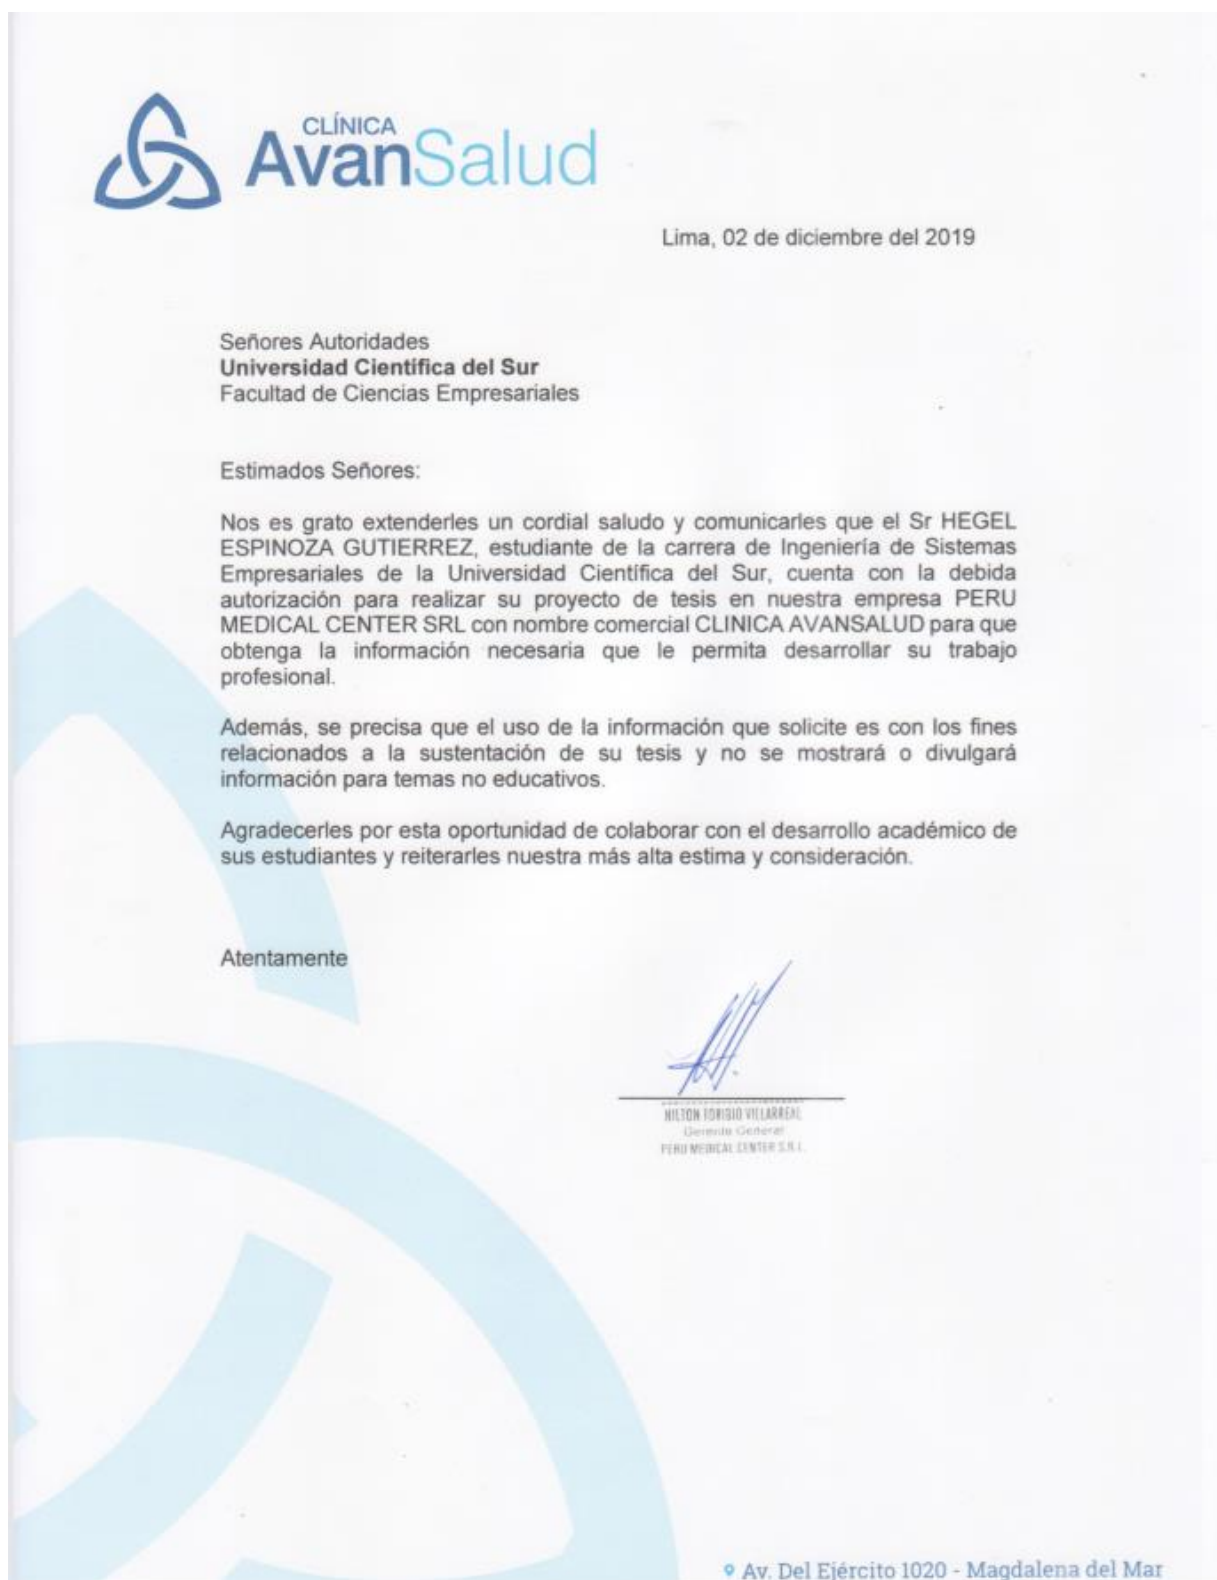 CLÍNICA
AvanSalud
Lima, 02 de diciembre del 2019
Señores Autoridades
Universidad Científica del Sur
Facultad de Ciencias Empresariales
Estimados Señores:
Nos es grato extenderles un cordial saludo y comunicarles que el Sr HEGEL
ESPINOZA GUTIERREZ, estudiante de la carrera de Ingeniería de Sistemas
Empresariales de la Universidad Científica del Sur, cuenta con la debida
autorización para realizar su proyecto de tesis en nuestra empresa PERU
MEDICAL CENTER SRL con nombre comercial CLINICA AVANSALUD para que
obtenga la información necesaria que le permita desarrollar su trabajo
profesional.
Además, se precisa que el uso de la información que solicite es con los fines
relacionados a la sustentación de su tesis y no se mostrará o divulgará
información para temas no educativos.
Agradecerles por esta oportunidad de colaborar con el desarrollo académico de
sus estudiantes y reiterarles nuestra más alta estima y consideración.
Atentamente
HILTON TORIBIO VILLARREAL
Gerente General
PERU MEDICAL CENTER S.R.L.
Av. Del Ejército 1020 - Magdalena del Mar